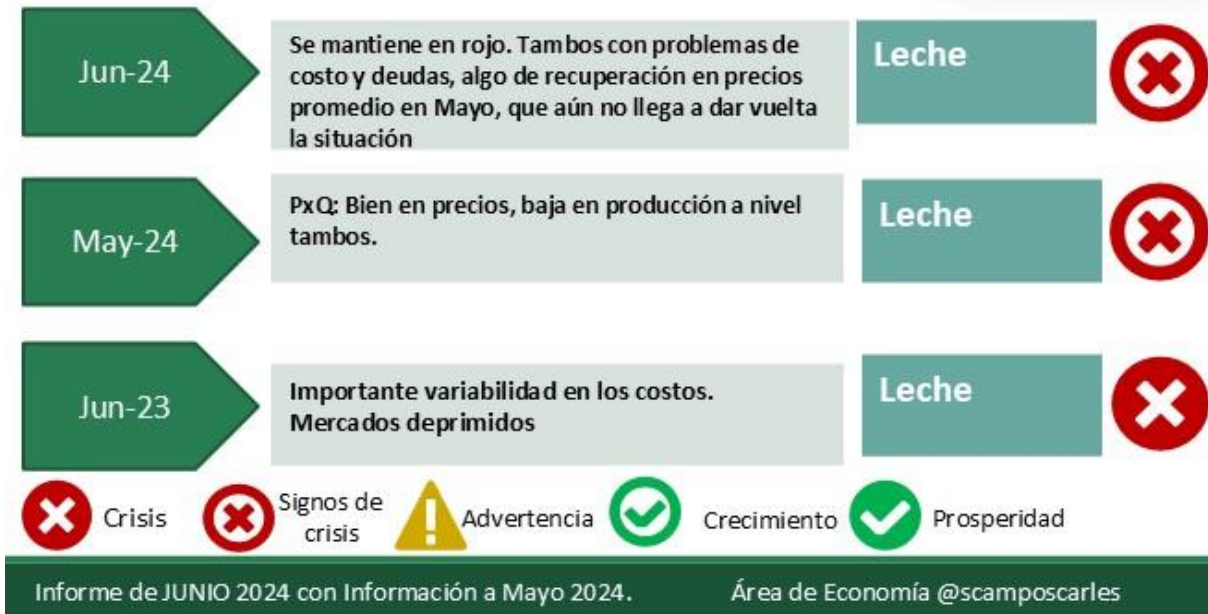 Jun-24
Se mantiene en rojo. Tambos con problemas de
costo y deudas, algo de recuperación en precios
promedio en Mayo, que aún no llega a dar vuelta
la situación
Leche
May-24
PxQ: Bien en precios, baja en producción a nivel
tambos.
Leche
Jun-23
Importante variabilidad en los costos.
Mercados deprimidos
Leche
Crisis
Signos de
crisis
Advertencia
Crecimiento
Prosperidad
Informe de JUNIO 2024 con Información a Mayo 2024.
Área de Economía @scamposcarles